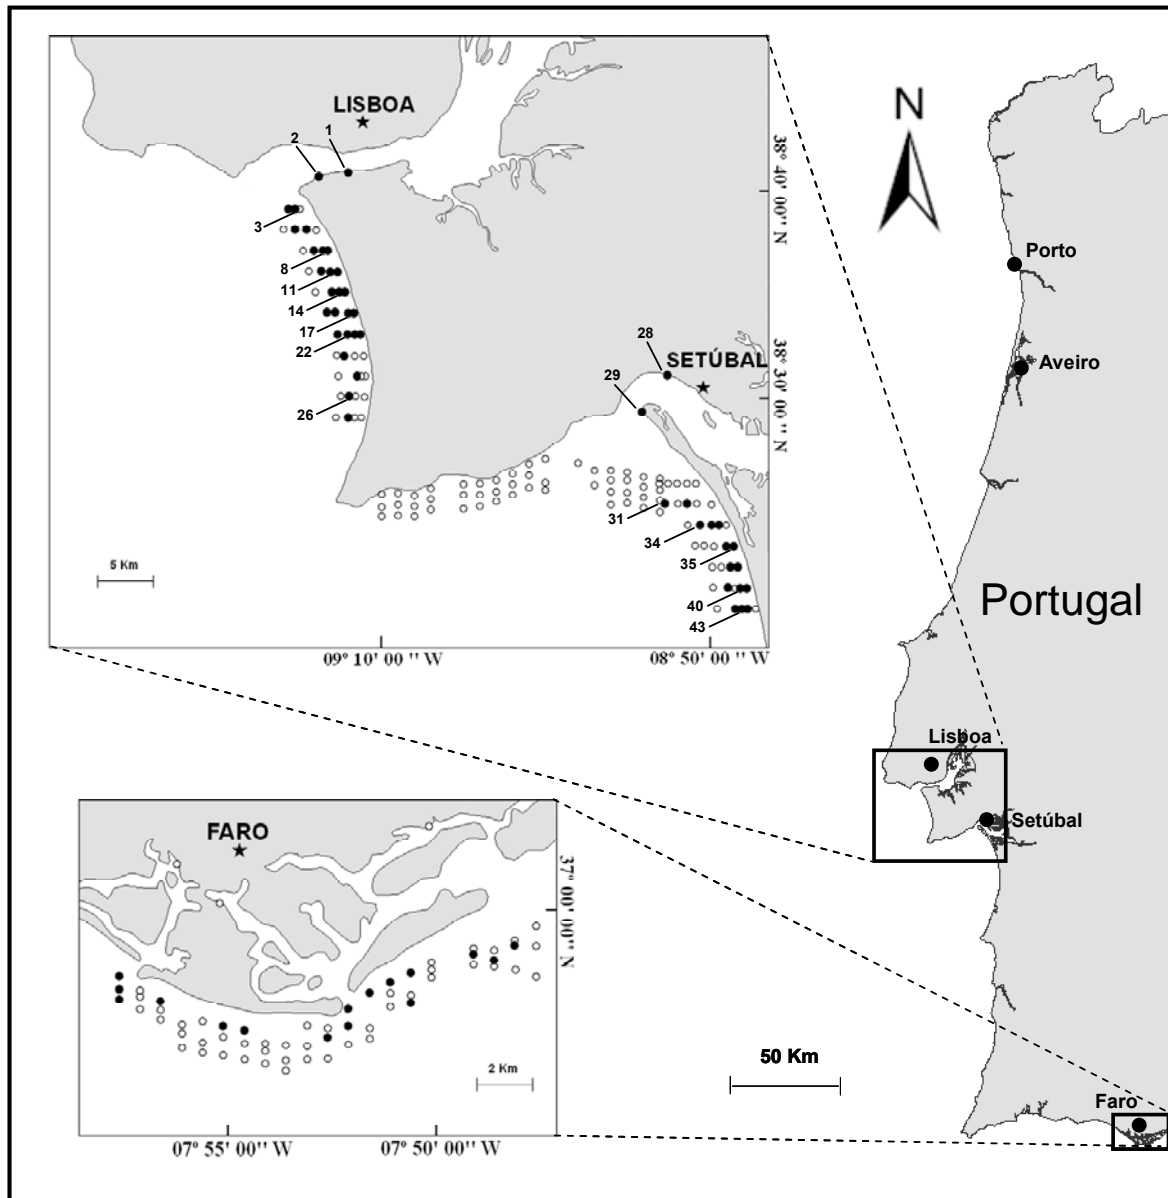 LISBOA
1
2
38° 40' 00'' N
3
8
11
14
17
22
26
28
SETÚBAL
29
38° 30' 00'' N
31
34
35
40
43
5 Km
09° 10' 00'' W
08° 50' 00'' W
N
Porto
Aveiro
Portugal
Lisboa
Setúbal
FARO
37° 00' 00'' N
2 Km
07° 55' 00'' W
07° 50' 00'' W
50 Km
Faro